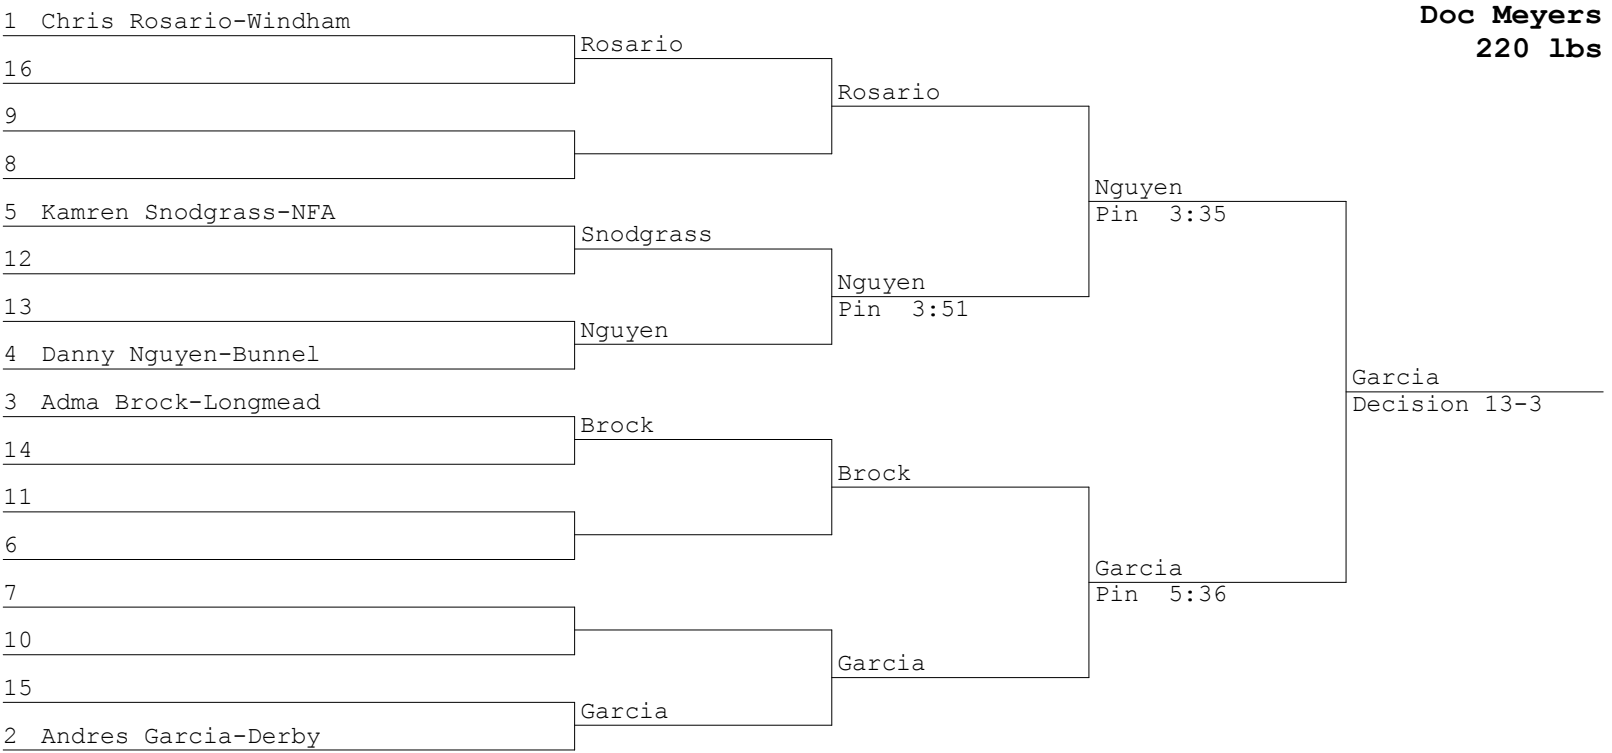 Doc Meyers
220 lbs
1 Chris Rosario-Windham
16
9
8
5 Kamren Snodgrass-NFA
12
13
4 Danny Nguyen-Bunnel
3 Adma Brock-Longmead
14
11
6
7
10
15
2 Andres Garcia-Derby
Rosario
Snodgrass
Nguyen
Brock
Garcia
Rosario
Nguyen
Pin 3:51
Brock
Garcia
Nguyen
Pin 3:35
Garcia
Pin 5:36
Garcia
Decision 13-3